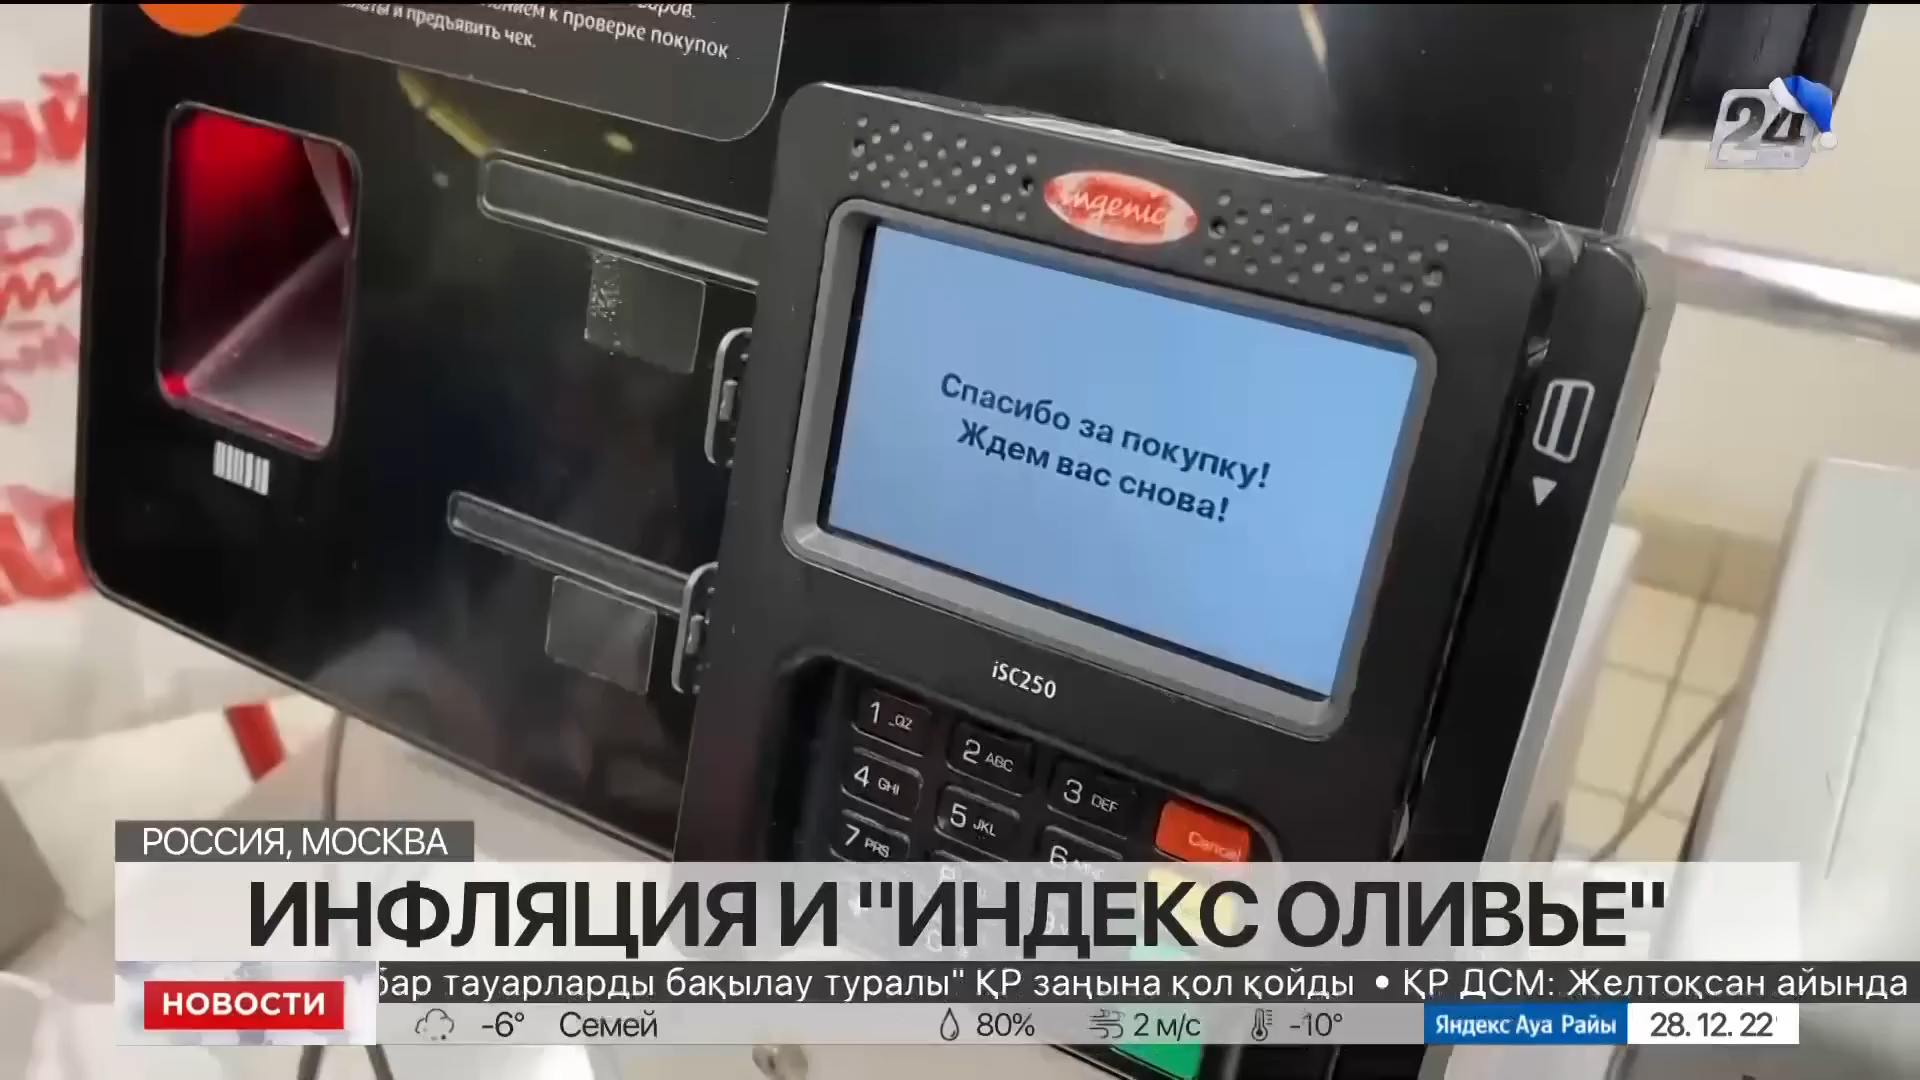 к проверке покупок
и предъявить чек.
24
ingenico
Спасибо за покупку!
Ждем вас снова!
iSC250
1 QZ
2 ABC
3 DEF
4 GHI
5 JKL
6
7 PRS
Cancel
РОССИЯ, МОСКВА
ИНФЛЯЦИЯ И "ИНДЕКС ОЛИВЬЕ"
НОВОСТИ
бар тауарларды бақылау туралы" ҚР заңына қол қойды • ҚР ДСМ: Желтоқсан айында
-6° Семей 80% 2 м/с -10° Яндекс Ауа Райы 28.12.22